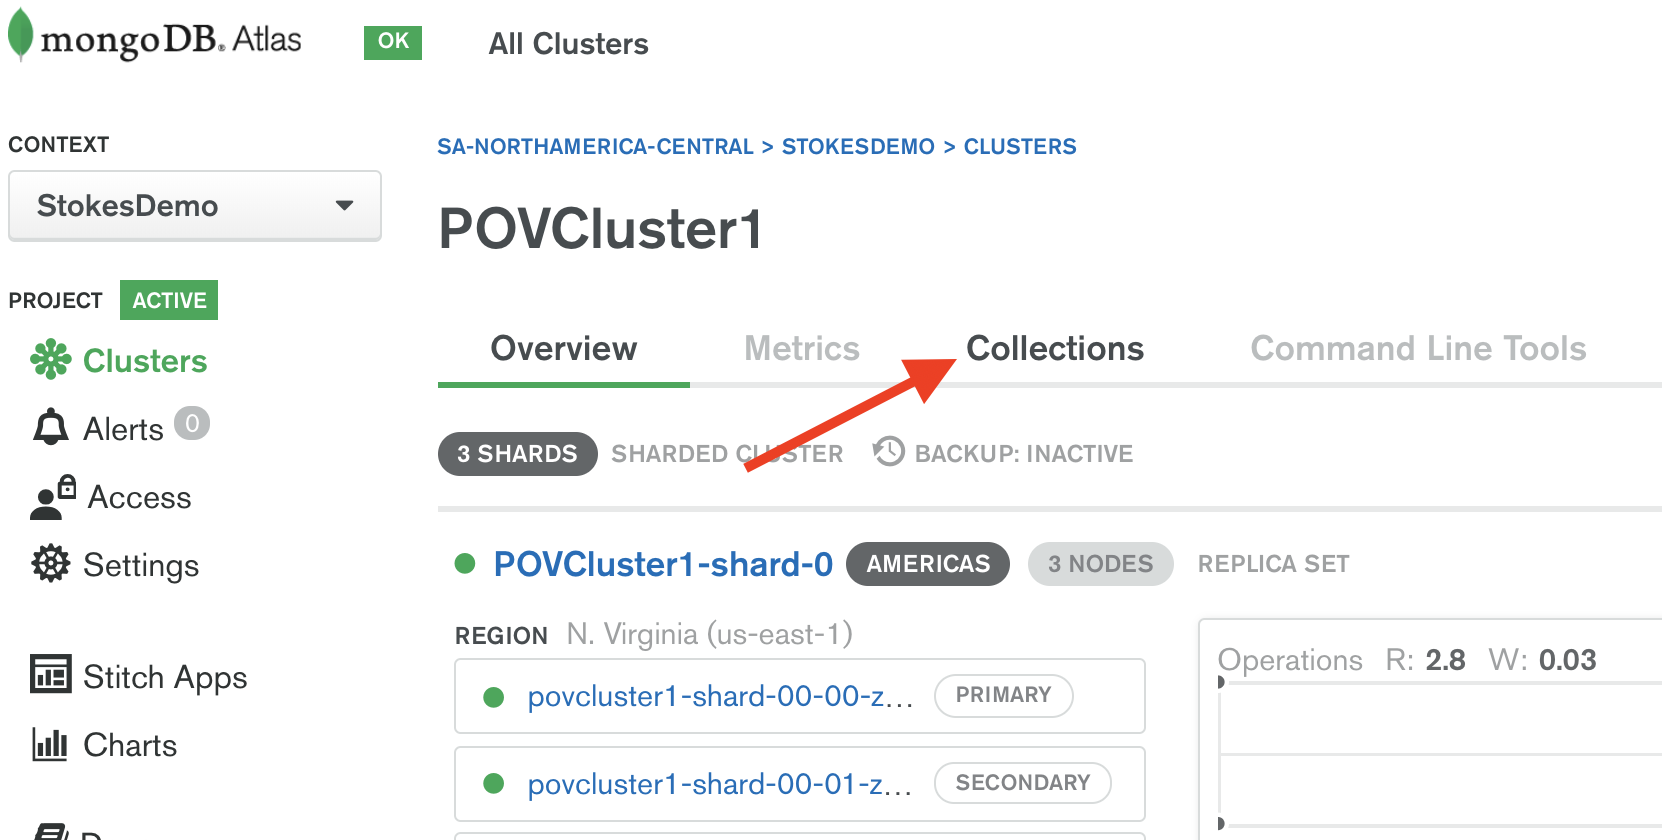 mongoDB. Atlas
OK
All Clusters
CONTEXT
StokesDemo
PROJECT ACTIVE
Clusters
Alerts 0
Access
Settings
Stitch Apps
Charts
SA-NORTHAMERICA-CENTRAL > STOKESDEMO > CLUSTERS
POVCluster1
Overview Metrics Collections Command Line Tools
3 SHARDS SHARDED CLUSTER BACKUP: INACTIVE
POVCluster1-shard-0 AMERICAS 3 NODES REPLICA SET
REGION N. Virginia (us-east-1)
povcluster1-shard-00-00-z... PRIMARY
povcluster1-shard-00-01-z... SECONDARY
Operations R: 2.8 W: 0.03